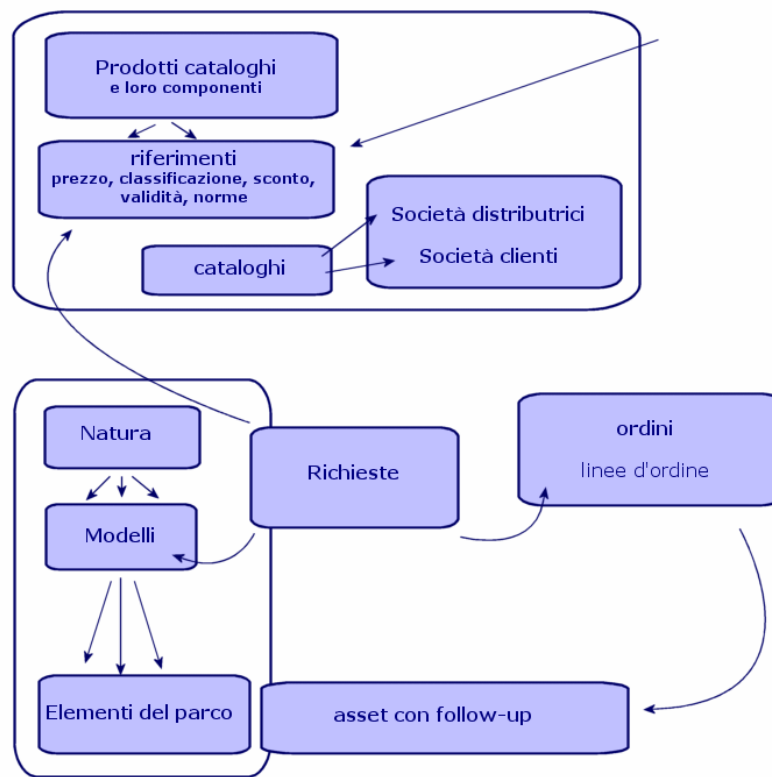 Prodotti cataloghi
e loro componenti
riferimenti
prezzo, classificazione, sconto,
validità, norme
Società distributrici
Società clienti
cataloghi
Natura
Modelli
Elementi del parco
Richieste
ordini
linee d'ordine
asset con follow-up